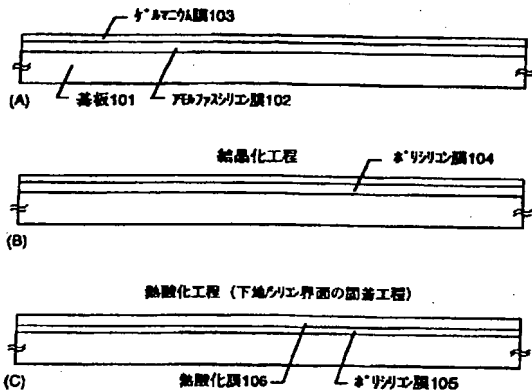 ゲルマニウム膜103
(A) 基板101 アモルファスシリコン膜102
結晶化工程 ポリシリコン膜104
(B)
熱酸化工程 (下地/シリコン界面の固着工程)
(C) 熱酸化膜106 ポリシリコン膜105